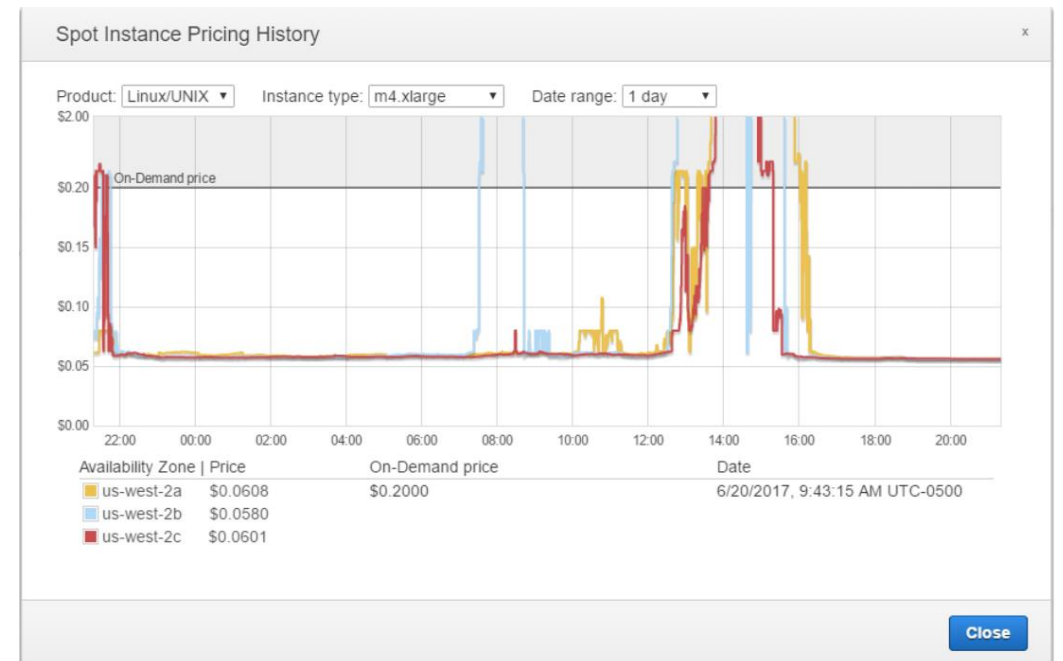 Spot Instance Pricing History x
Product: Linux/UNIX Instance type: m4.xlarge Date range: 1 day
$2.00
On-Demand price
$0.20
$0.15
$0.10
$0.05
$0.00
22:00 00:00 02:00 04:00 06:00 08:00 10:00 12:00 14:00 16:00 18:00 20:00
Availability Zone | Price On-Demand price Date
us-west-2a $0.0608 $0.2000 6/20/2017, 9:43:15 AM UTC-0500
us-west-2b $0.0580
us-west-2c $0.0601
Close